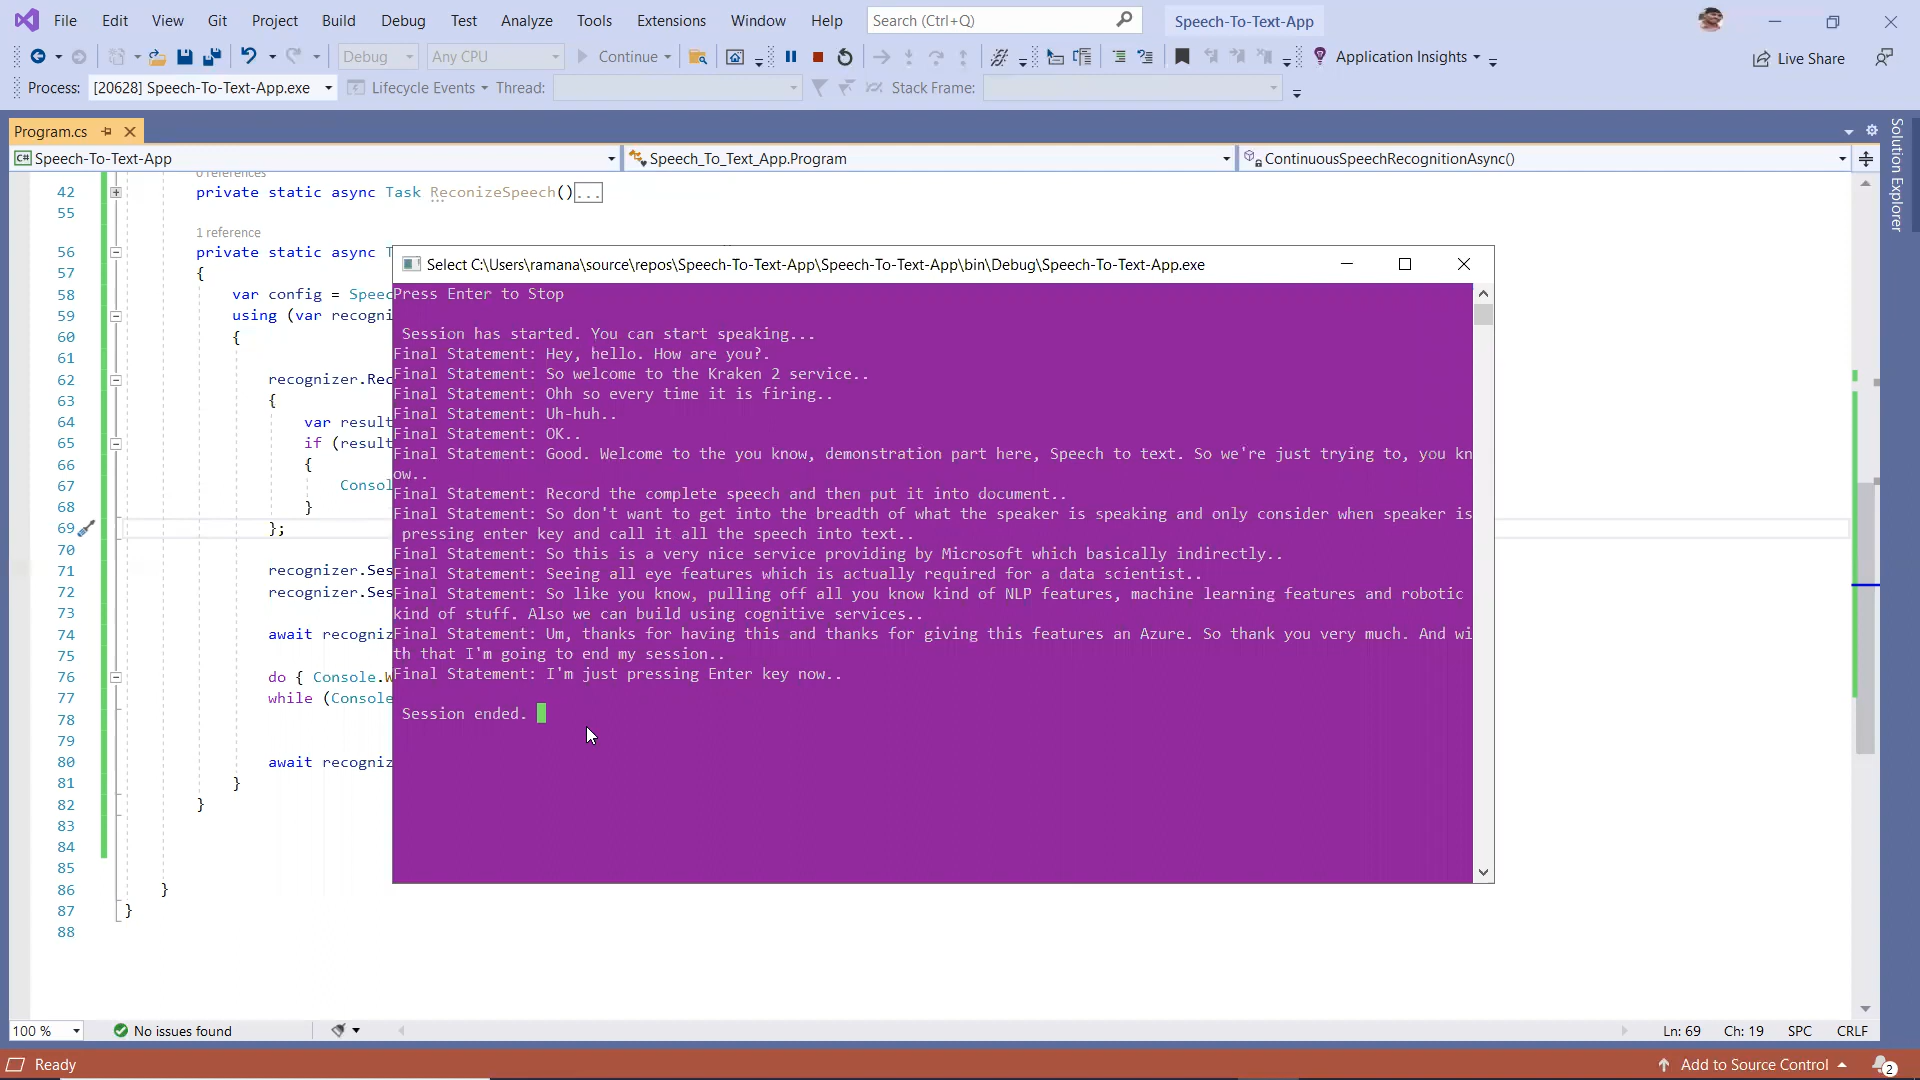 File Edit View Git Project Build Debug Test Analyze Tools Extensions Window Help Search (Ctrl+Q) Speech-To-Text-App
Debug Any CPU Continue Application Insights Live Share
Process: [20628] Speech-To-Text-App.exe Lifecycle Events Thread: Stack Frame:
Program.cs
Solution Explorer
C# Speech-To-Text-App Speech_To_Text_App.Program ContinuousSpeechRecognitionAsync()
0 references
42 private static async Task ReconizeSpeech()...
55
1 reference
56 private static async T
57 {
58 var config = Speec
59 using (var recogni
60 {
61
62 recognizer.Rec
63 {
64 var result
65 if (result
66 {
67 Consol
68 }
69 };
70
71 recognizer.Ses
72 recognizer.Ses
73
74 await recogniz
75
76 do { Console.W
77 while (Console
78
79
80 await recogniz
81 }
82 }
83
84
85
86 }
87 }
88
Select C:\Users\ramana\source\repos\Speech-To-Text-App\Speech-To-Text-App\bin\Debug\Speech-To-Text-App.exe
Press Enter to Stop
Session has started. You can start speaking...
Final Statement: Hey, hello. How are you?.
Final Statement: So welcome to the Kraken 2 service..
Final Statement: Ohh so every time it is firing..
Final Statement: Uh-huh..
Final Statement: OK..
Final Statement: Good. Welcome to the you know, demonstration part here, Speech to text. So we're just trying to, you kn
ow..
Final Statement: Record the complete speech and then put it into document..
Final Statement: So don't want to get into the breadth of what the speaker is speaking and only consider when speaker is
pressing enter key and call it all the speech into text..
Final Statement: So this is a very nice service providing by Microsoft which basically indirectly..
Final Statement: Seeing all eye features which is actually required for a data scientist..
Final Statement: So like you know, pulling off all you know kind of NLP features, machine learning features and robotic
kind of stuff. Also we can build using cognitive services..
Final Statement: Um, thanks for having this and thanks for giving this features an Azure. So thank you very much. And wi
th that I'm going to end my session..
Final Statement: I'm just pressing Enter key now..
Session ended.
100 % No issues found Ln: 69 Ch: 19 SPC CRLF
Ready Add to Source Control 2